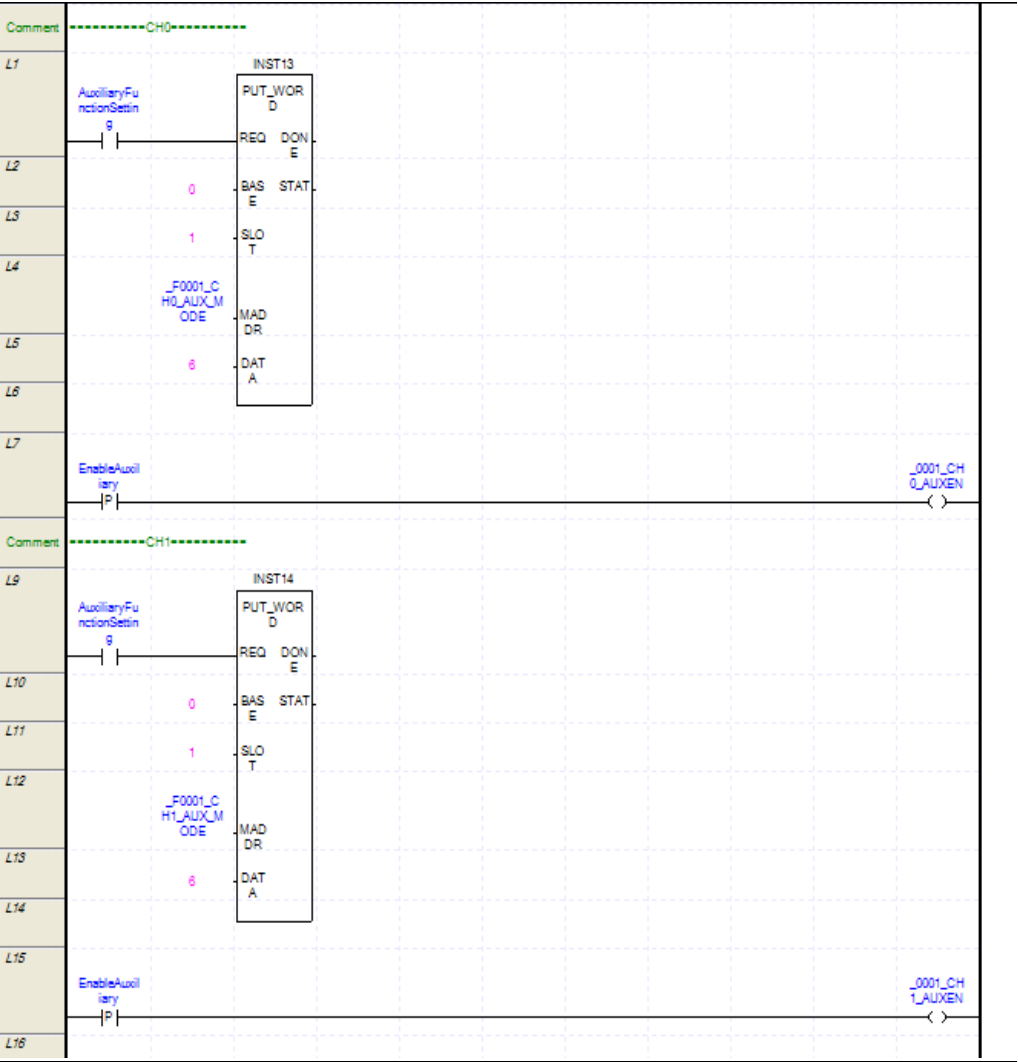 Comment ----------CH0----------
L1
INST13
AuxiliaryFu
nctionSettin
g
PUT_WOR
D
REQ DON
E
L2
0 BAS STAT
E
L3
1 SLO
T
L4
_F0001_C
H0_AUX_M
ODE
MAD
DR
L5
6 DAT
A
L6
L7
EnableAuxil
iary
P
_0001_CH
0_AUXEN
Comment ----------CH1----------
L9
INST14
AuxiliaryFu
nctionSettin
g
PUT_WOR
D
REQ DON
E
L10
0 BAS STAT
E
L11
1 SLO
T
L12
_F0001_C
H1_AUX_M
ODE
MAD
DR
L13
6 DAT
A
L14
L15
EnableAuxil
iary
P
_0001_CH
1_AUXEN
L16